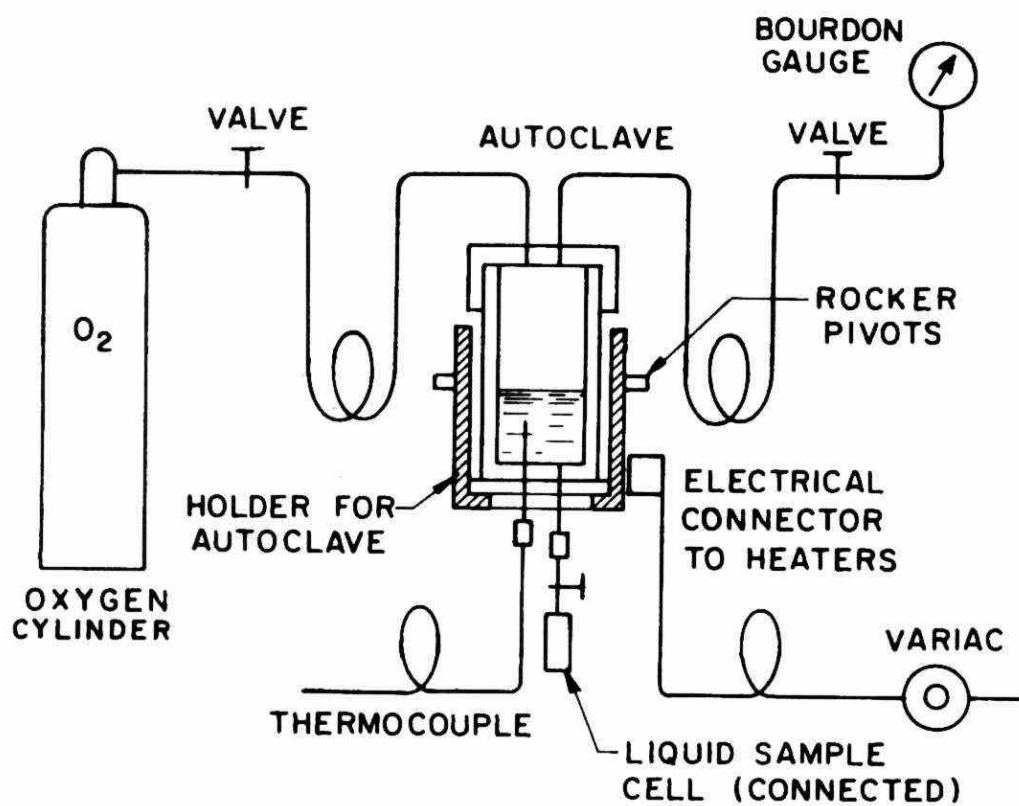 BOURDON
GAUGE
VALVE
AUTOCLAVE
VALVE
O2
ROCKER
PIVOTS
HOLDER FOR
AUTOCLAVE
ELECTRICAL
CONNECTOR
TO HEATERS
OXYGEN
CYLINDER
VARIAC
THERMOCOUPLE
LIQUID SAMPLE
CELL (CONNECTED)